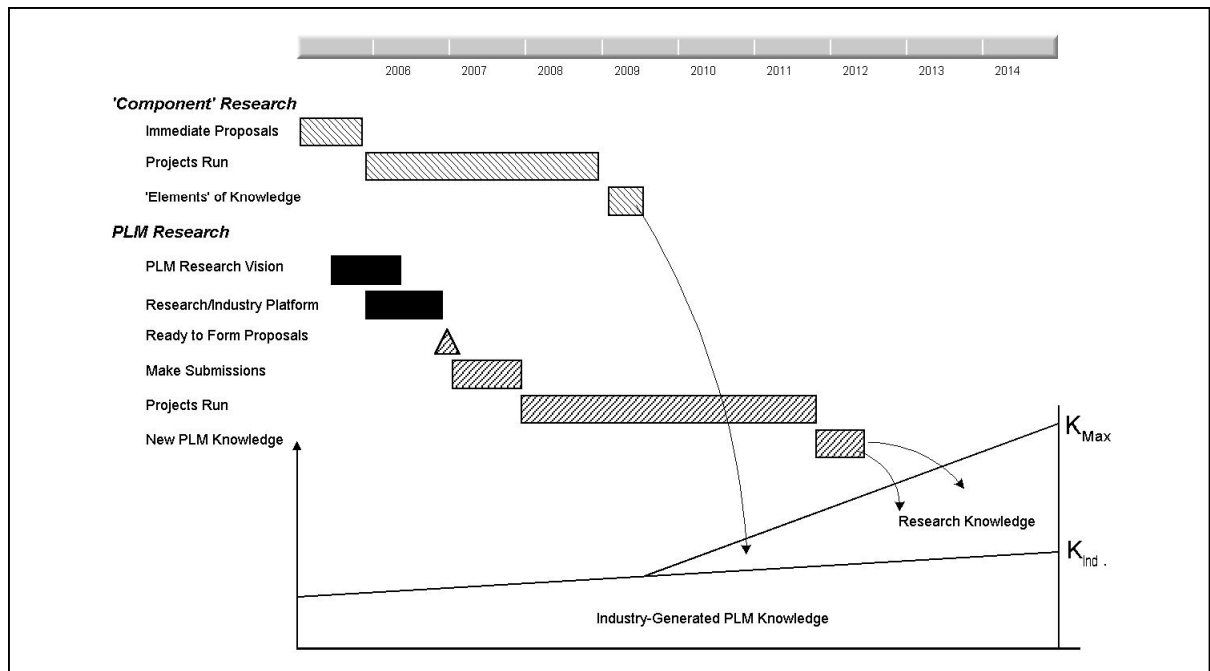 2006 2007 2008 2009 2010 2011 2012 2013 2014
'Component' Research
Immediate Proposals
Projects Run
'Elements' of Knowledge
PLM Research
PLM Research Vision
Research/Industry Platform
Ready to Form Proposals
Make Submissions
Projects Run
New PLM Knowledge
K Max
Research Knowledge
K Ind .
Industry-Generated PLM Knowledge